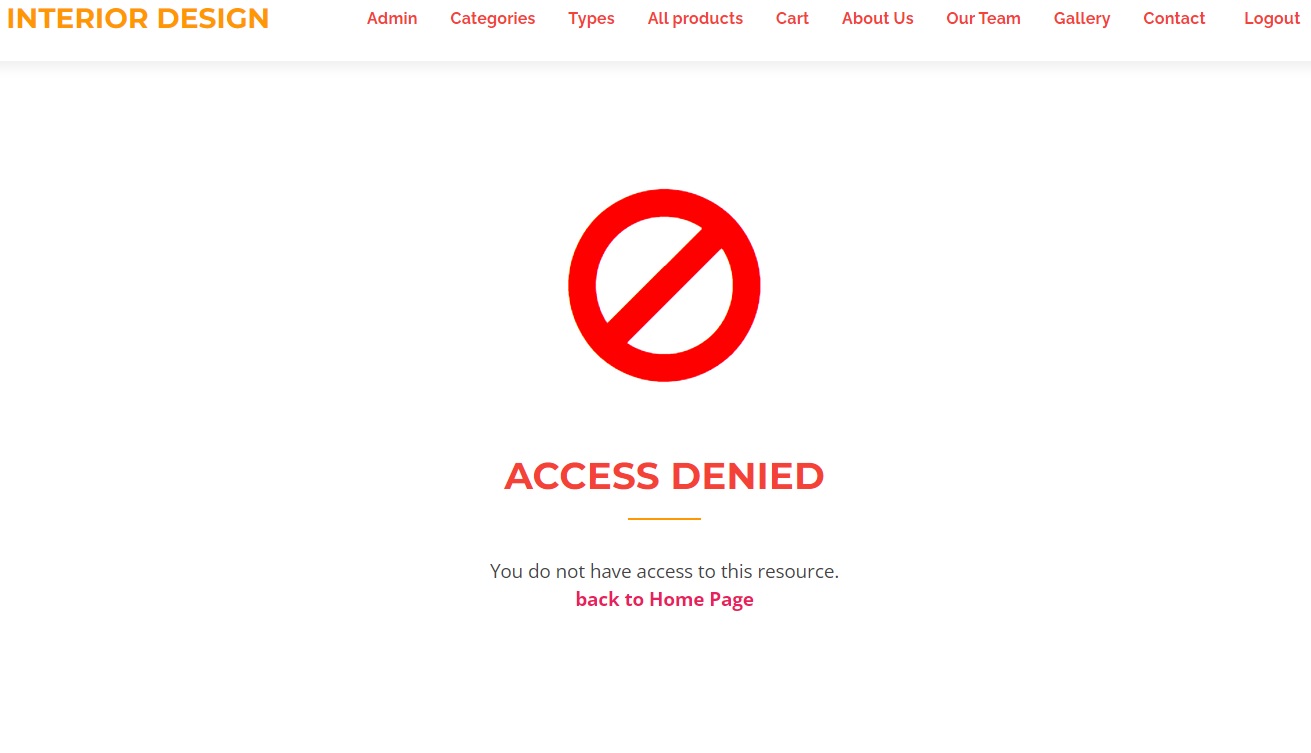 INTERIOR DESIGN
Admin Categories Types All products Cart About Us Our Team Gallery Contact Logout
ACCESS DENIED
You do not have access to this resource.
back to Home Page